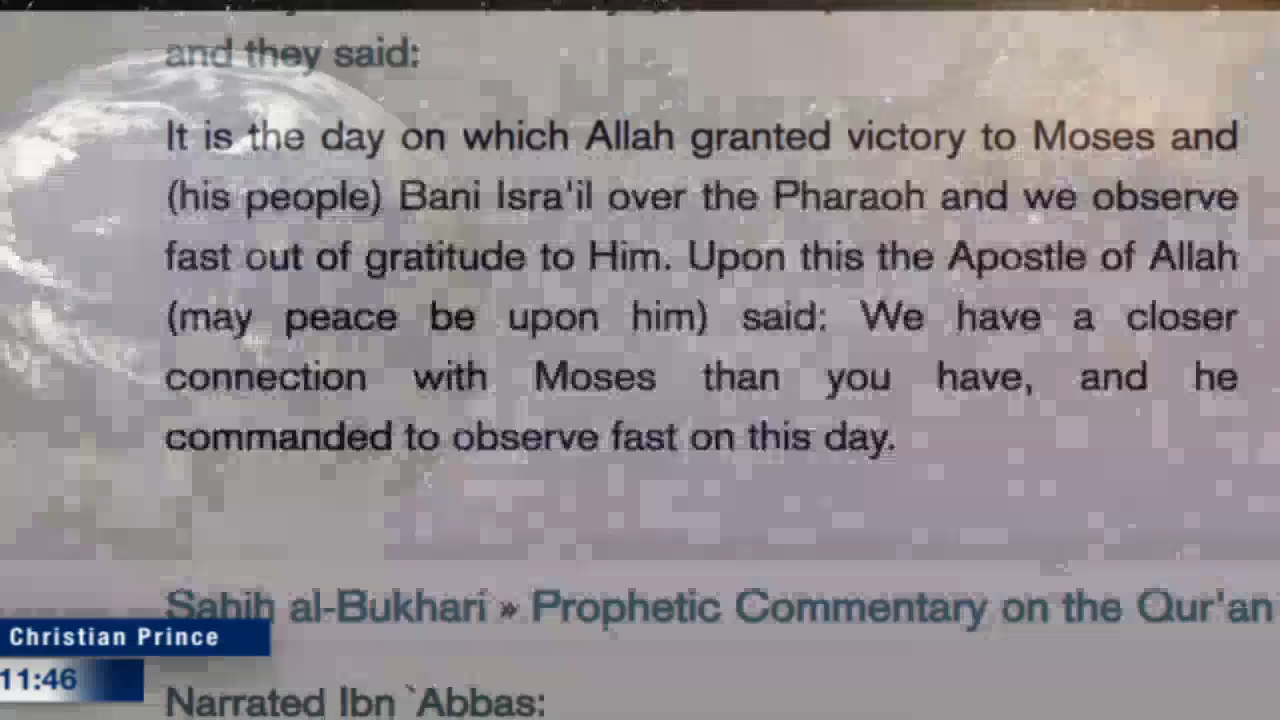 and they said:
It is the day on which Allah granted victory to Moses and
(his people) Bani Isra'il over the Pharaoh and we observe
fast out of gratitude to Him. Upon this the Apostle of Allah
(may peace be upon him) said: We have a closer
connection with Moses than you have, and he
commanded to observe fast on this day.
Sahih al-Bukhari » Prophetic Commentary on the Qur'an
Christian Prince
11:46
Narrated Ibn `Abbas: